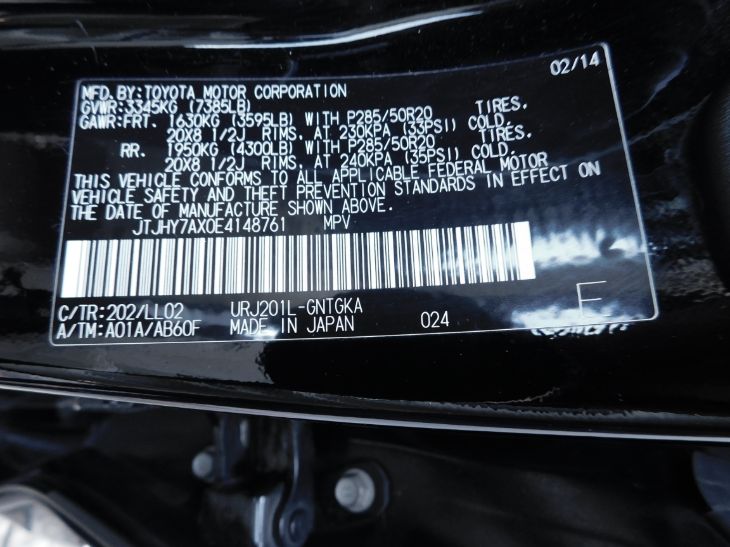 02/14
MFD. BY: TOYOTA MOTOR CORPORATION
GVWR: 3345KG (7385LB)
GAWR: FRT. 1630KG (3595LB) WITH P285/50R20 TIRES.
20X8 1/2J RIMS. AT 230KPA (33PSI) COLD.
RR. 1950KG (4300LB) WITH P285/50R20 TIRES.
20X8 1/2J RIMS. AT 240KPA (35PSI) COLD.
THIS VEHICLE CONFORMS TO ALL APPLICABLE FEDERAL MOTOR
VEHICLE SAFETY AND THEFT PREVENTION STANDARDS IN EFFECT ON
THE DATE OF MANUFACTURE SHOWN ABOVE.
JTJHY7AX0E4148761 MPV
C/TR: 202/LL02 URJ201L-GNTGKA
A/TM: A01A/AB60F MADE IN JAPAN 024
E